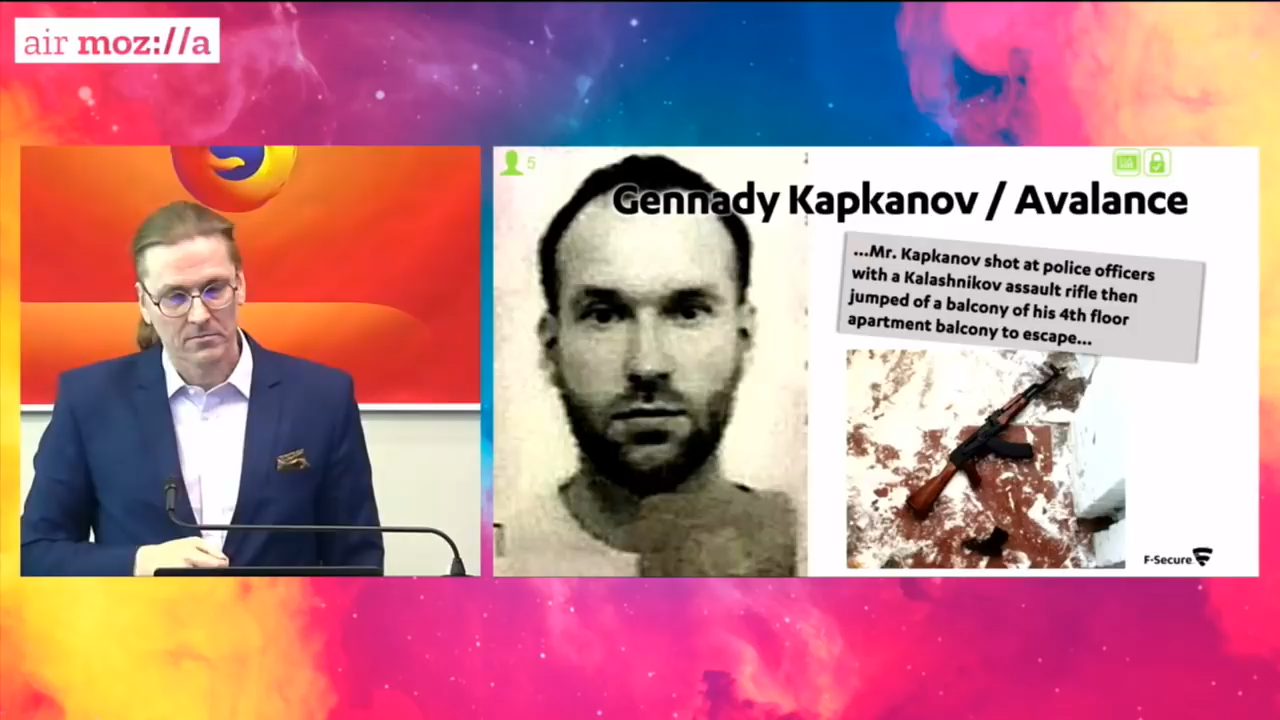 air moz://a
5
Gennady Kapkanov / Avalance
...Mr. Kapkanov shot at police officers
with a Kalashnikov assault rifle then
jumped of a balcony of his 4th floor
apartment balcony to escape...
F-Secure